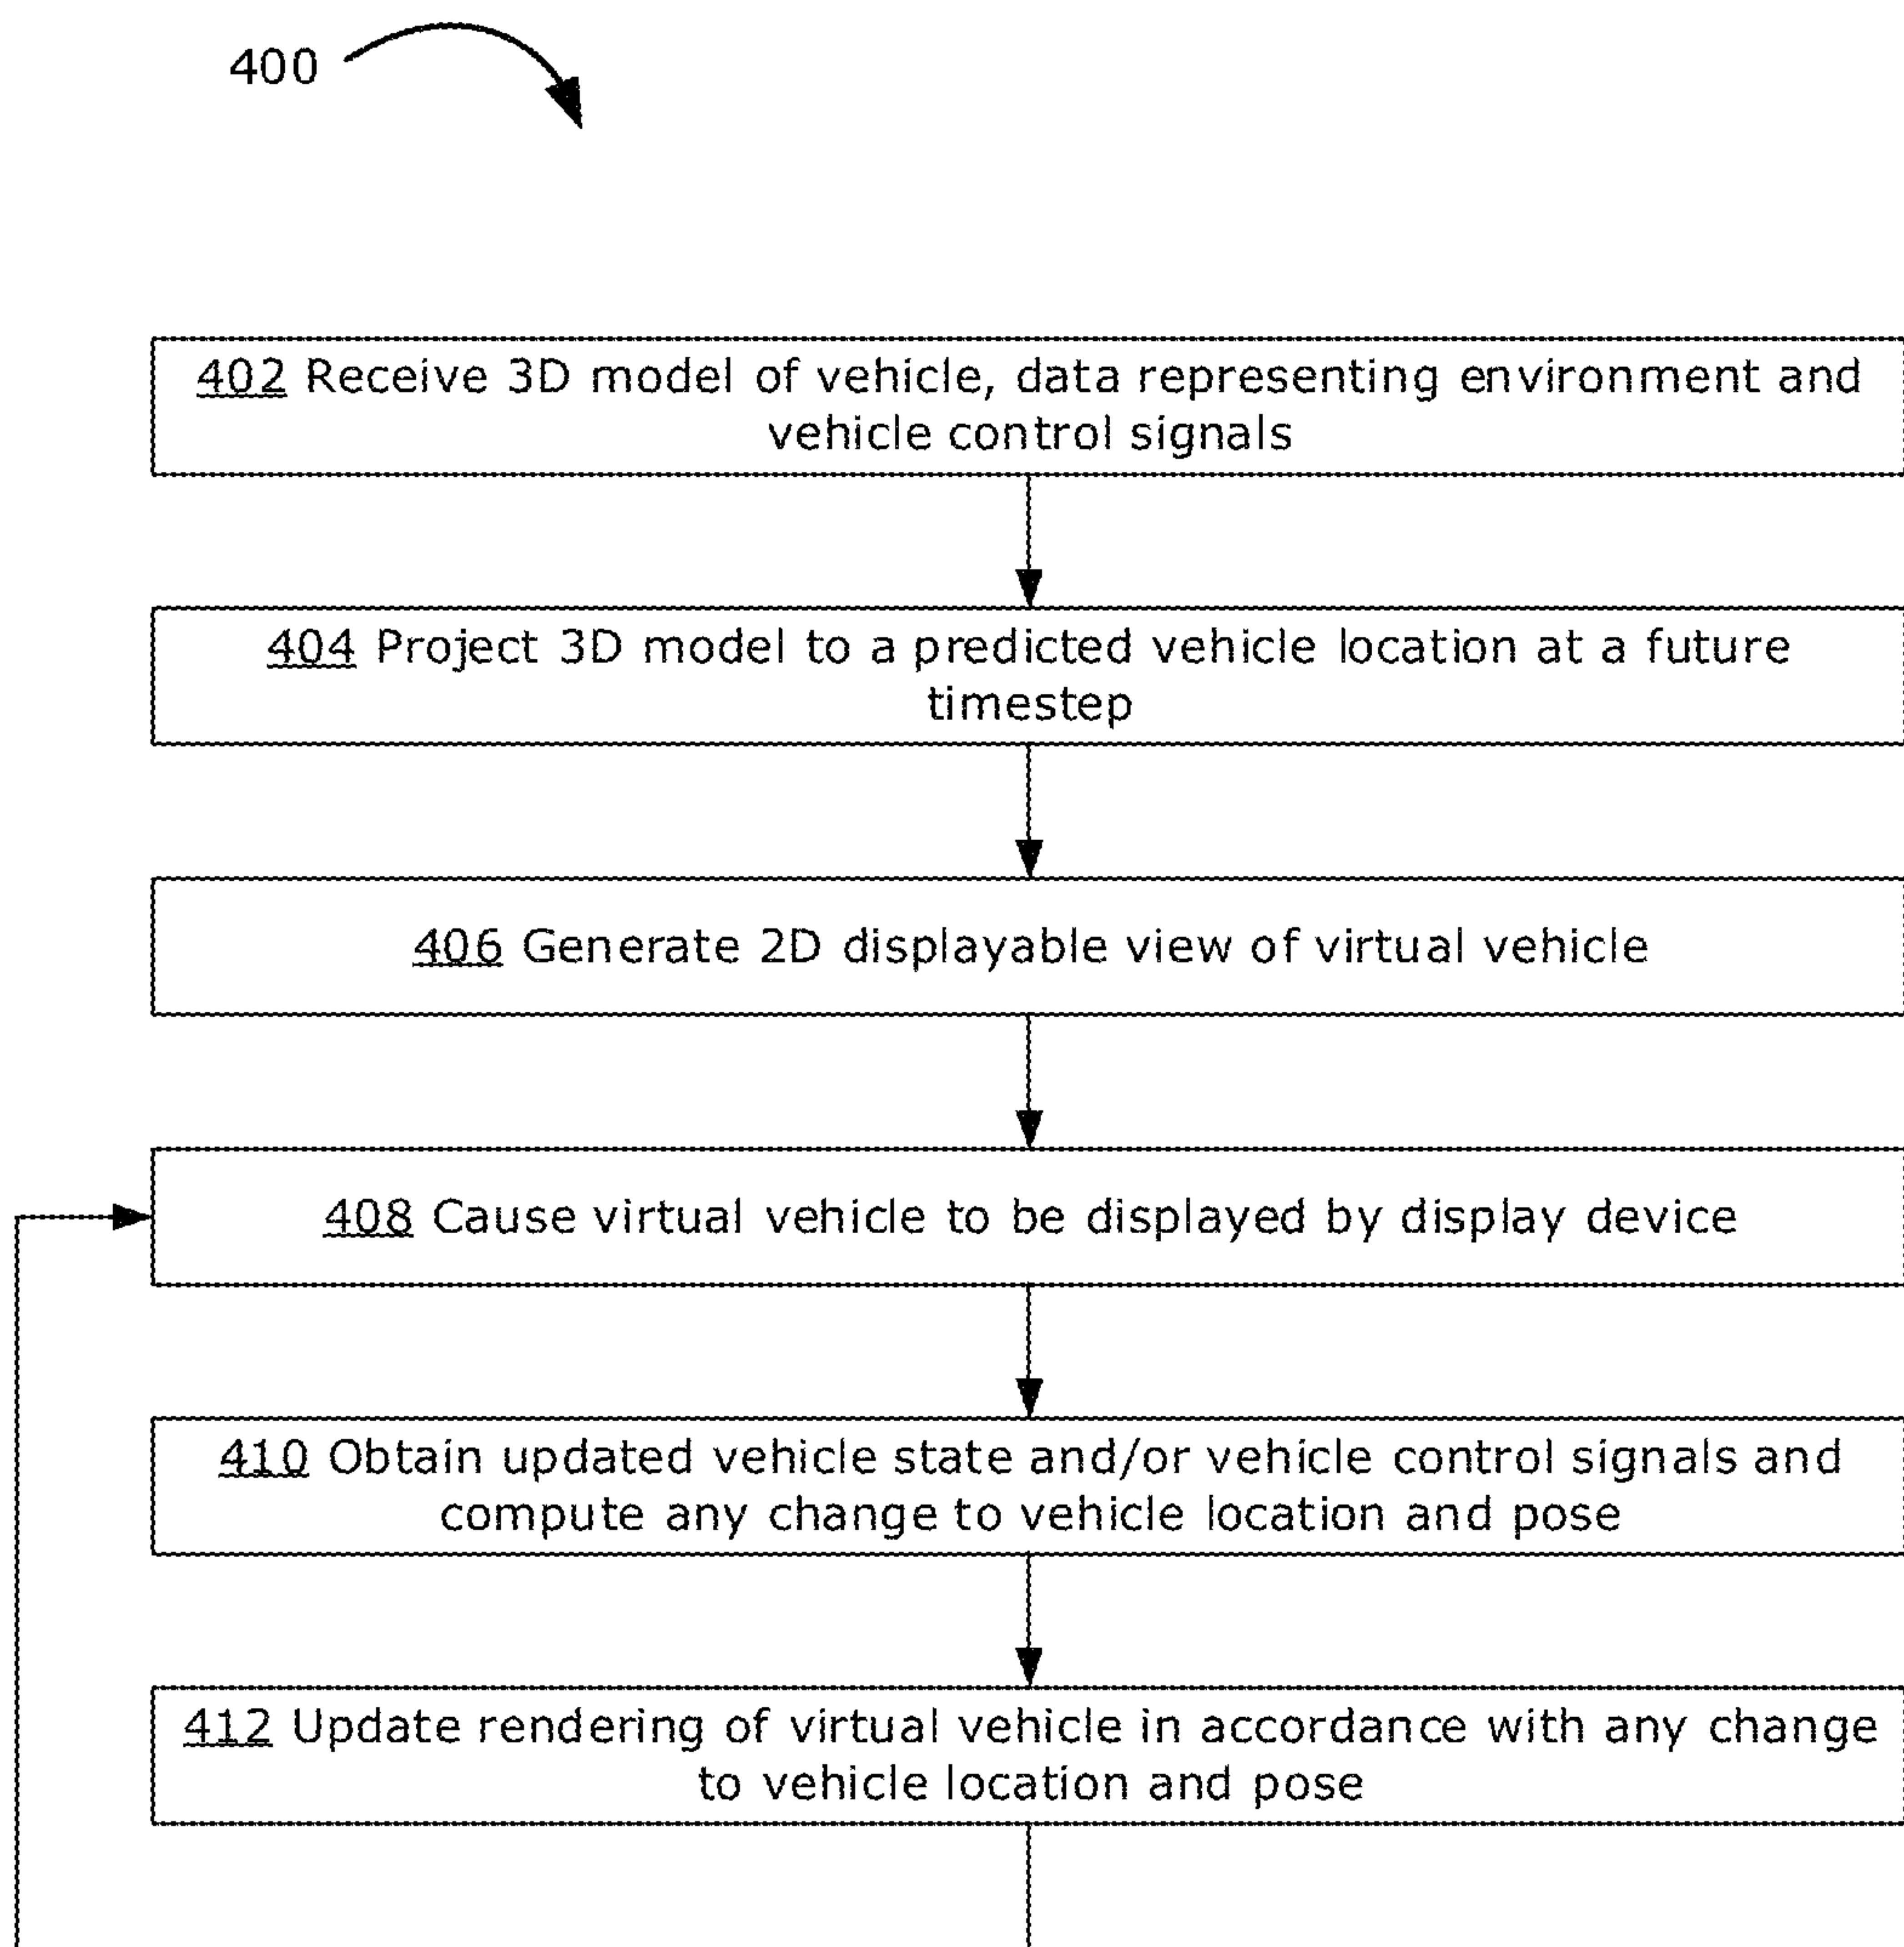 400
402 Receive 3D model of vehicle, data representing environment and
vehicle control signals
404 Project 3D model to a predicted vehicle location at a future
timestep
406 Generate 2D displayable view of virtual vehicle
408 Cause virtual vehicle to be displayed by display device
410 Obtain updated vehicle state and/or vehicle control signals and
compute any change to vehicle location and pose
412 Update rendering of virtual vehicle in accordance with any change
to vehicle location and pose